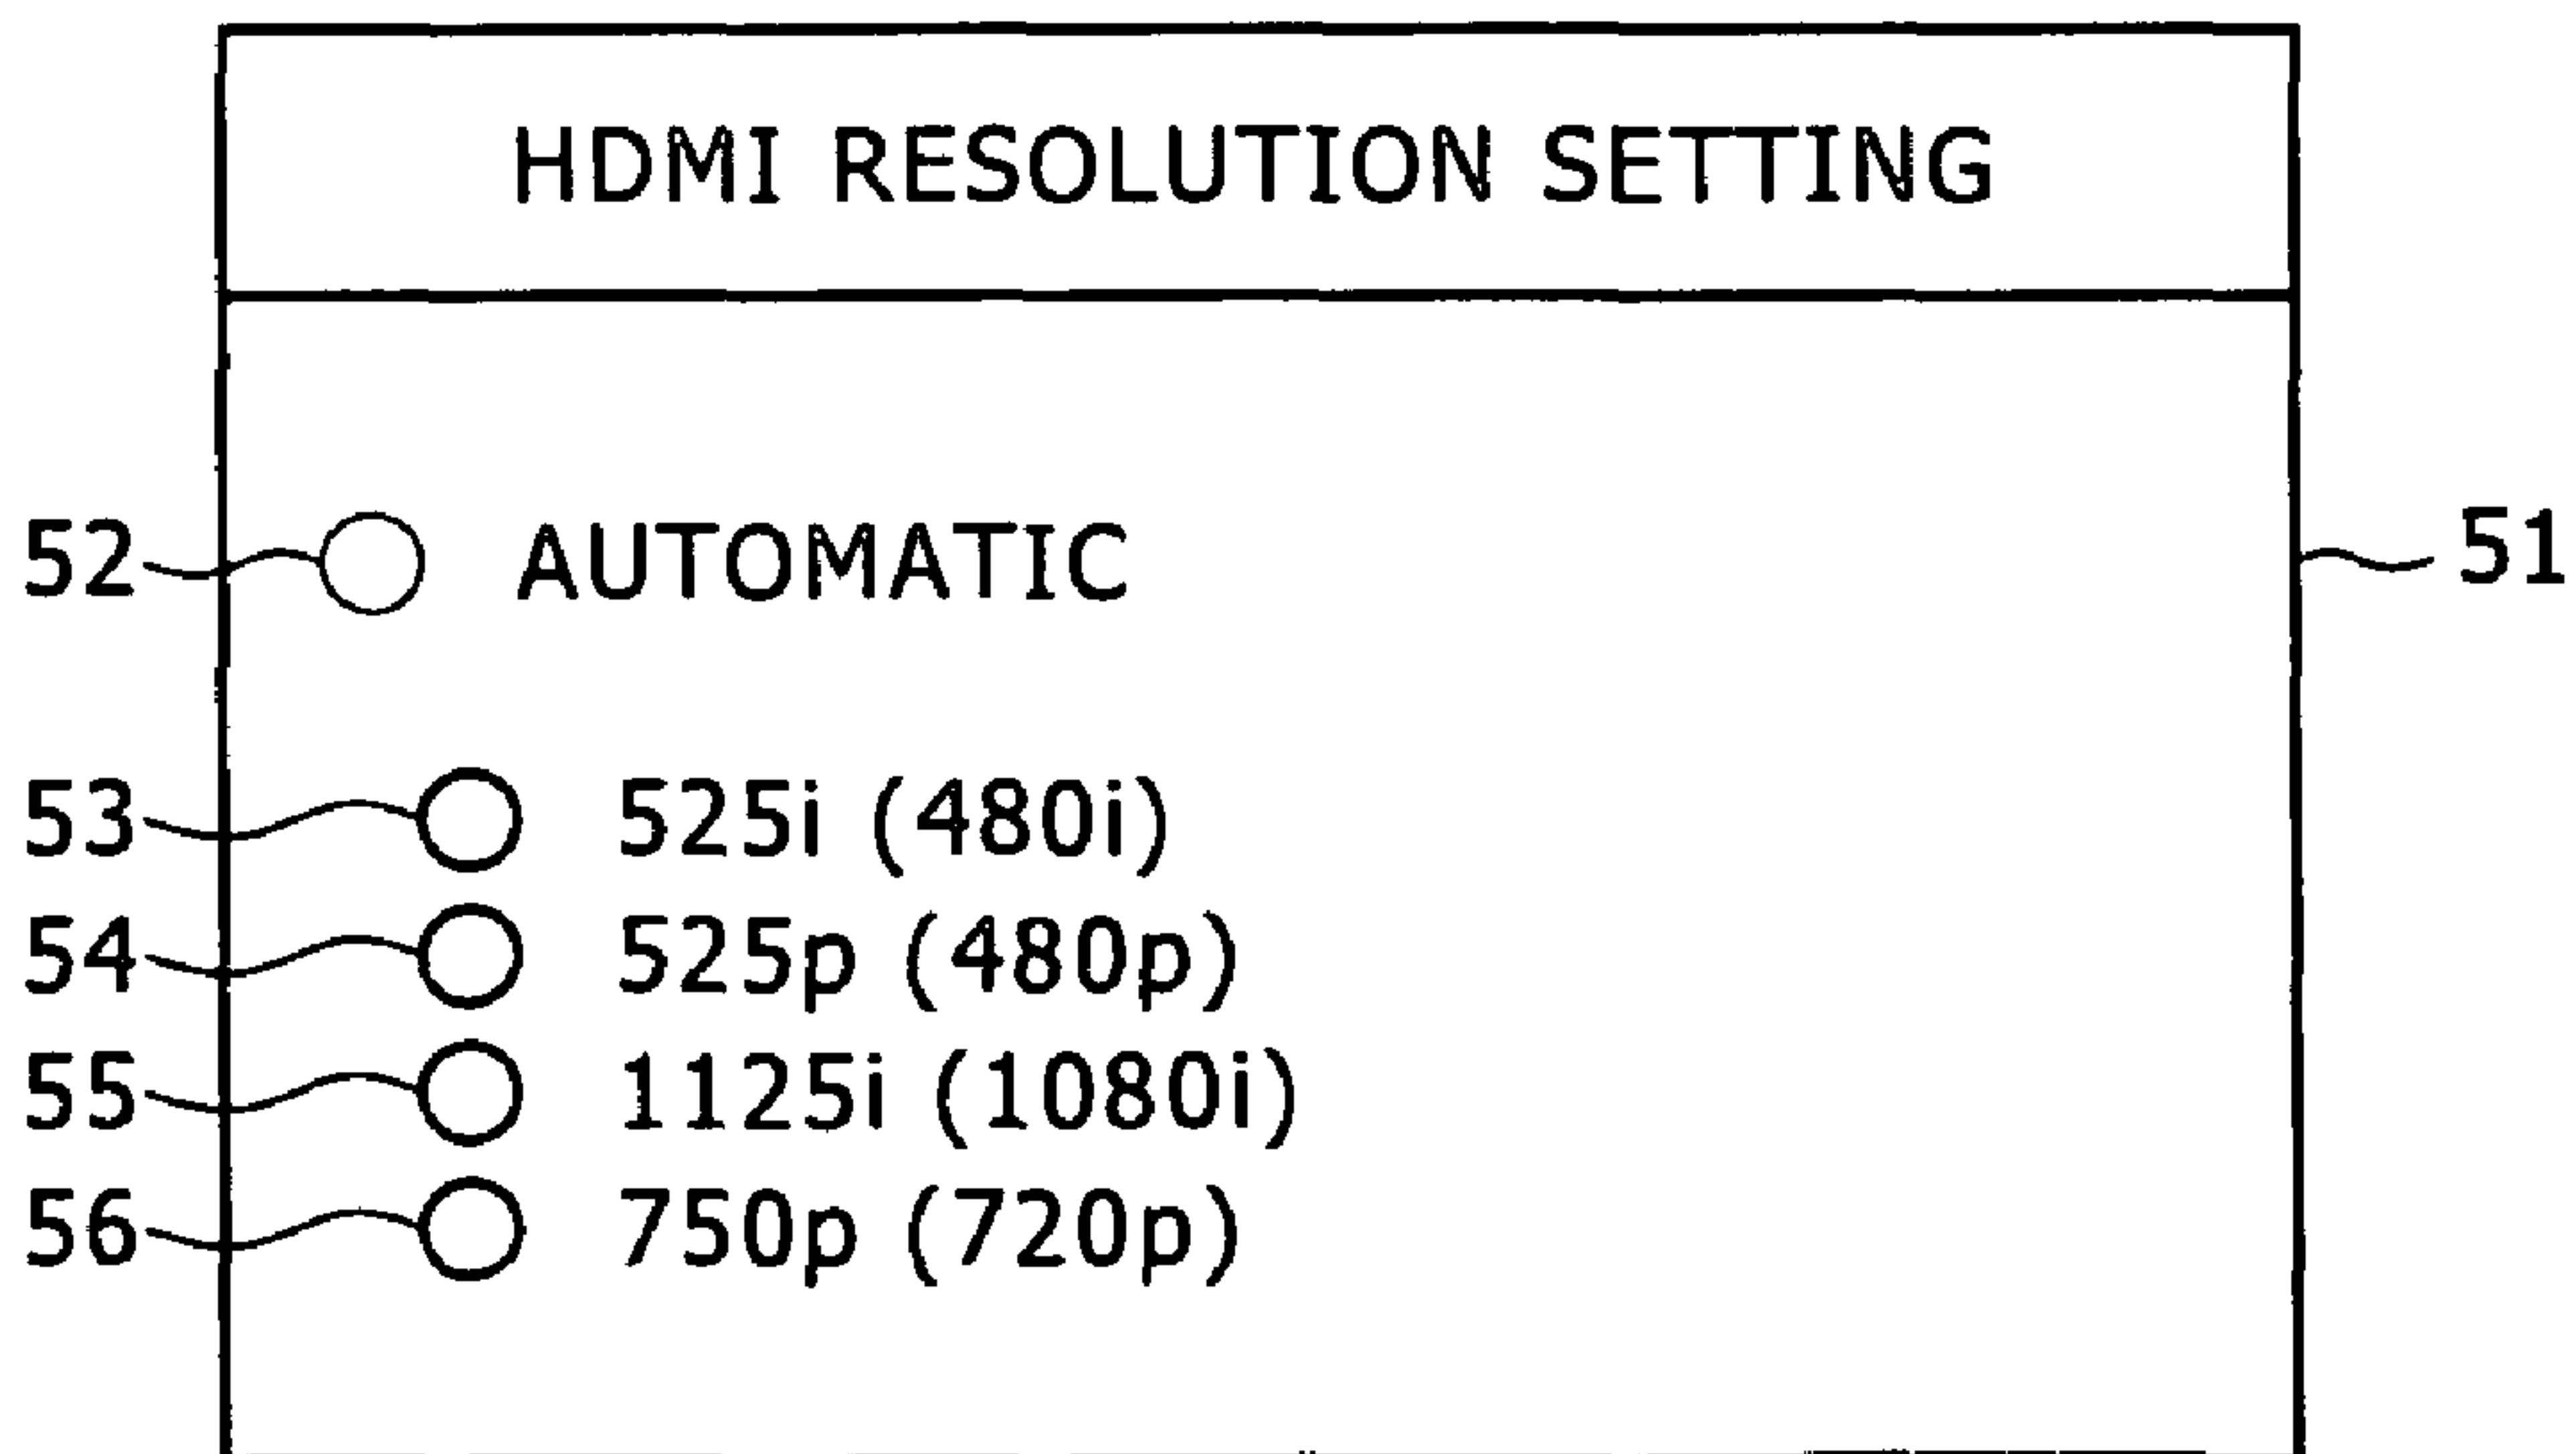 HDMI RESOLUTION SETTING
52 AUTOMATIC 51
53 525i (480i)
54 525p (480p)
55 1125i (1080i)
56 750p (720p)